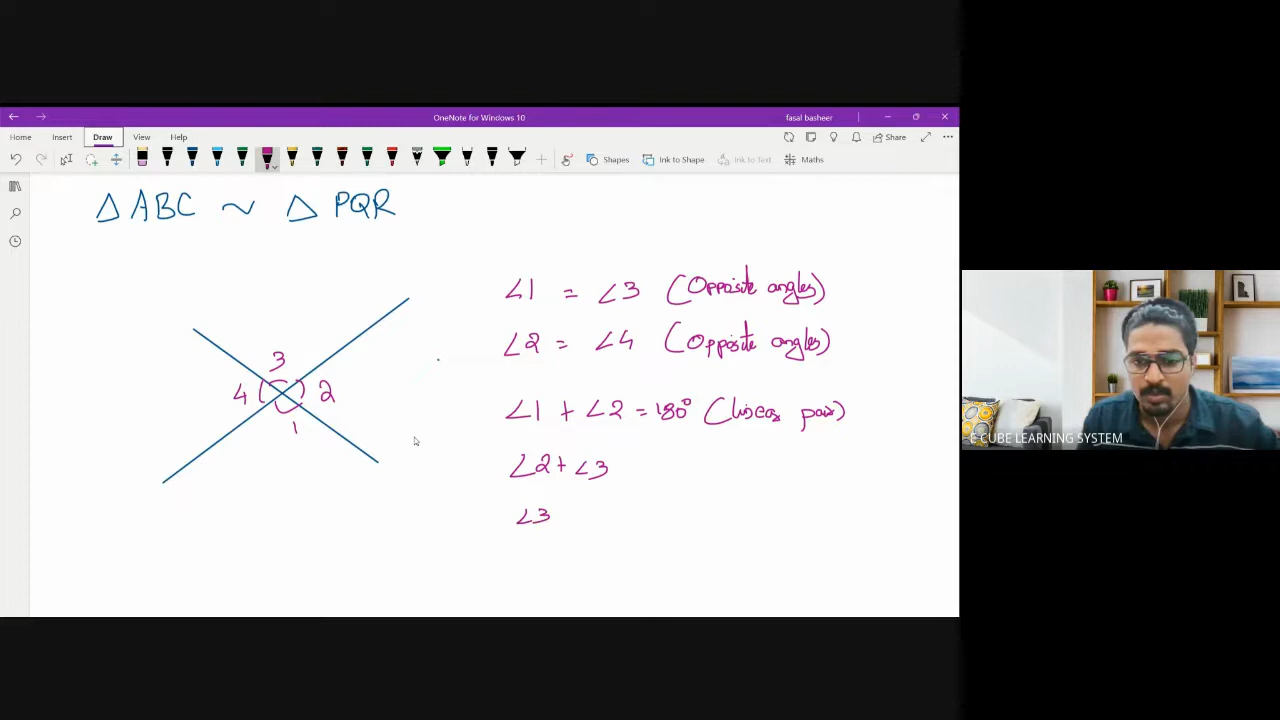 OneNote for Windows 10
fasal basheer
Home Insert Draw View Help
Share
Shapes
Ink to Shape
Ink to Text
Maths
△ ABC ~ △ PQR
∠1 = ∠3 (Opposite angles)
∠2 = ∠4 (Opposite angles)
∠1 + ∠2 = 180° (Linear pair)
∠2 + ∠3
∠3
3
4 2
1
E CUBE LEARNING SYSTEM